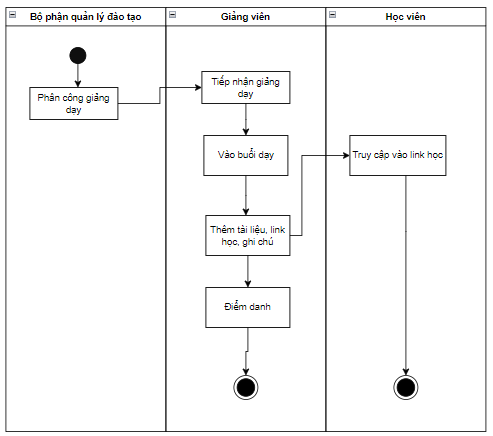 Bộ phận quản lý đào tạo
Giảng viên
Học viên
Phân công giảng
dạy
Tiếp nhận giảng
dạy
Vào buổi dạy
Truy cập vào link học
Thêm tài liệu, link
học, ghi chú
Điểm danh